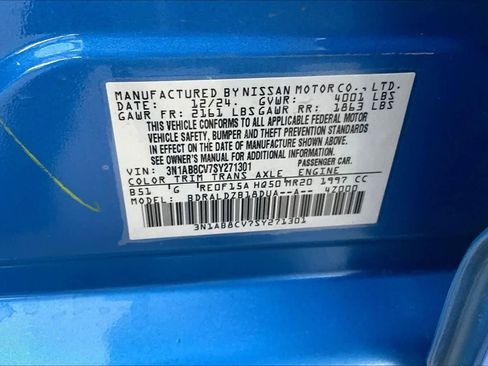 MANUFACTURED BY NISSAN MOTOR CO., LTD.
DATE: 12/24. GVWR: 4001 LBS
GAWR FR: 2161 LBS GAWR RR: 1863 LBS
THIS VEHICLE CONFORMS TO ALL APPLICABLE FEDERAL MOTOR
VEHICLE SAFETY, BUMPER AND THEFT PREVENTION STANDARDS
IN EFFECT ON THE DATE OF MANUFACTURE SHOWN ABOVE.
SEE OWNER'S MANUAL FOR ADDITIONAL INFORMATION.
VIN: 3N1AB8CV7SY271301 PASSENGER CAR
COLOR TRIM TRANS AXLE ENGINE
B51 'G RE0F15A HQ50 MR20 1997 CC
BDRALDZB18DUA--A-- 4Z000
3N1AB8CV7SY271301